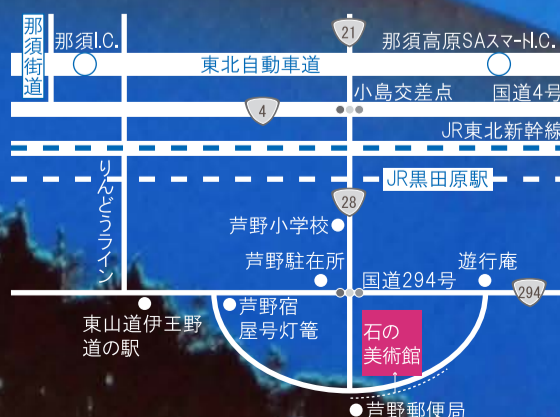 那須街道
那須I.C.
21
那須高原SAスマートI.C.
東北自動車道
小島交差点
国道4号
4
JR東北新幹線
りんどうライン
JR黒田原駅
28
芦野小学校
芦野駐在所
国道294号
遊行庵
294
東山道伊王野
道の駅
芦野宿
屋号灯篭
石の
美術館
芦野郵便局